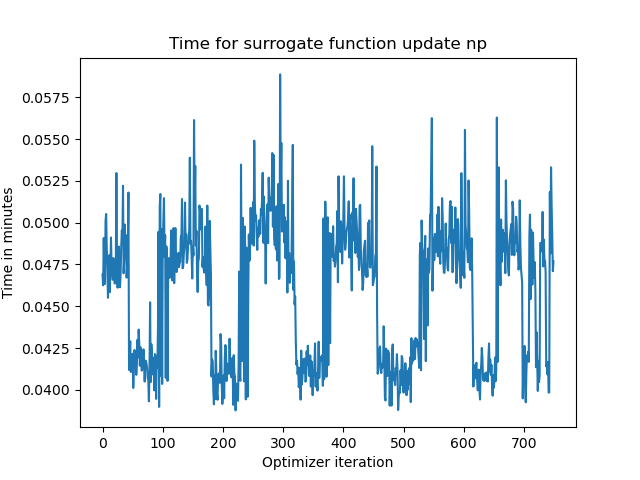 Time for surrogate function update np
Time in minutes
0.0575
0.0550
0.0525
0.0500
0.0475
0.0450
0.0425
0.0400
0 100 200 300 400 500 600 700
Optimizer iteration